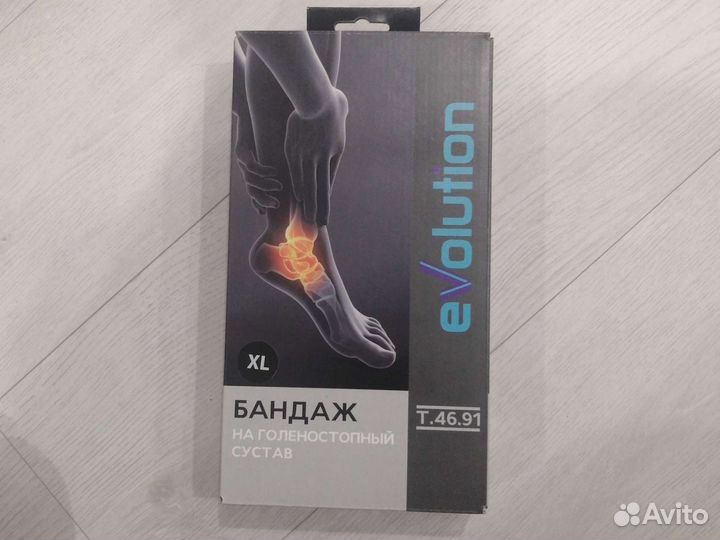 evolution
XL
БАНДАЖ
НА ГОЛЕНОСТОПНЫЙ
СУСТАВ
Т.46.91
Avito